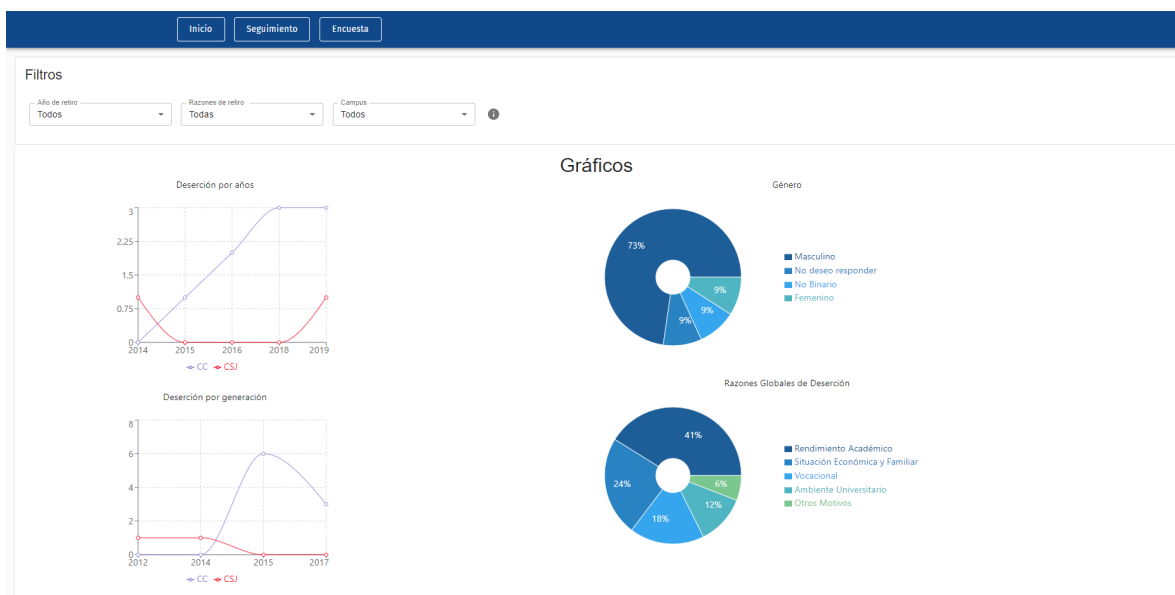 Inicio
Seguimiento
Encuesta
Filtros
Año de retiro
Todos
Razones de retiro
Todas
Campus
Todos
Gráficos
Deserción por años
3
2.25
1.5
0.75
0
2014
2015
2016
2018
2019
CC
CSJ
Género
73%
9%
9%
9%
Masculino
No deseo responder
No Binario
Femenino
Deserción por generación
8
6
4
2
0
2012
2014
2015
2017
CC
CSJ
Razones Globales de Deserción
41%
24%
18%
12%
6%
Rendimiento Académico
Situación Económica y Familiar
Vocacional
Ambiente Universitario
Otros Motivos